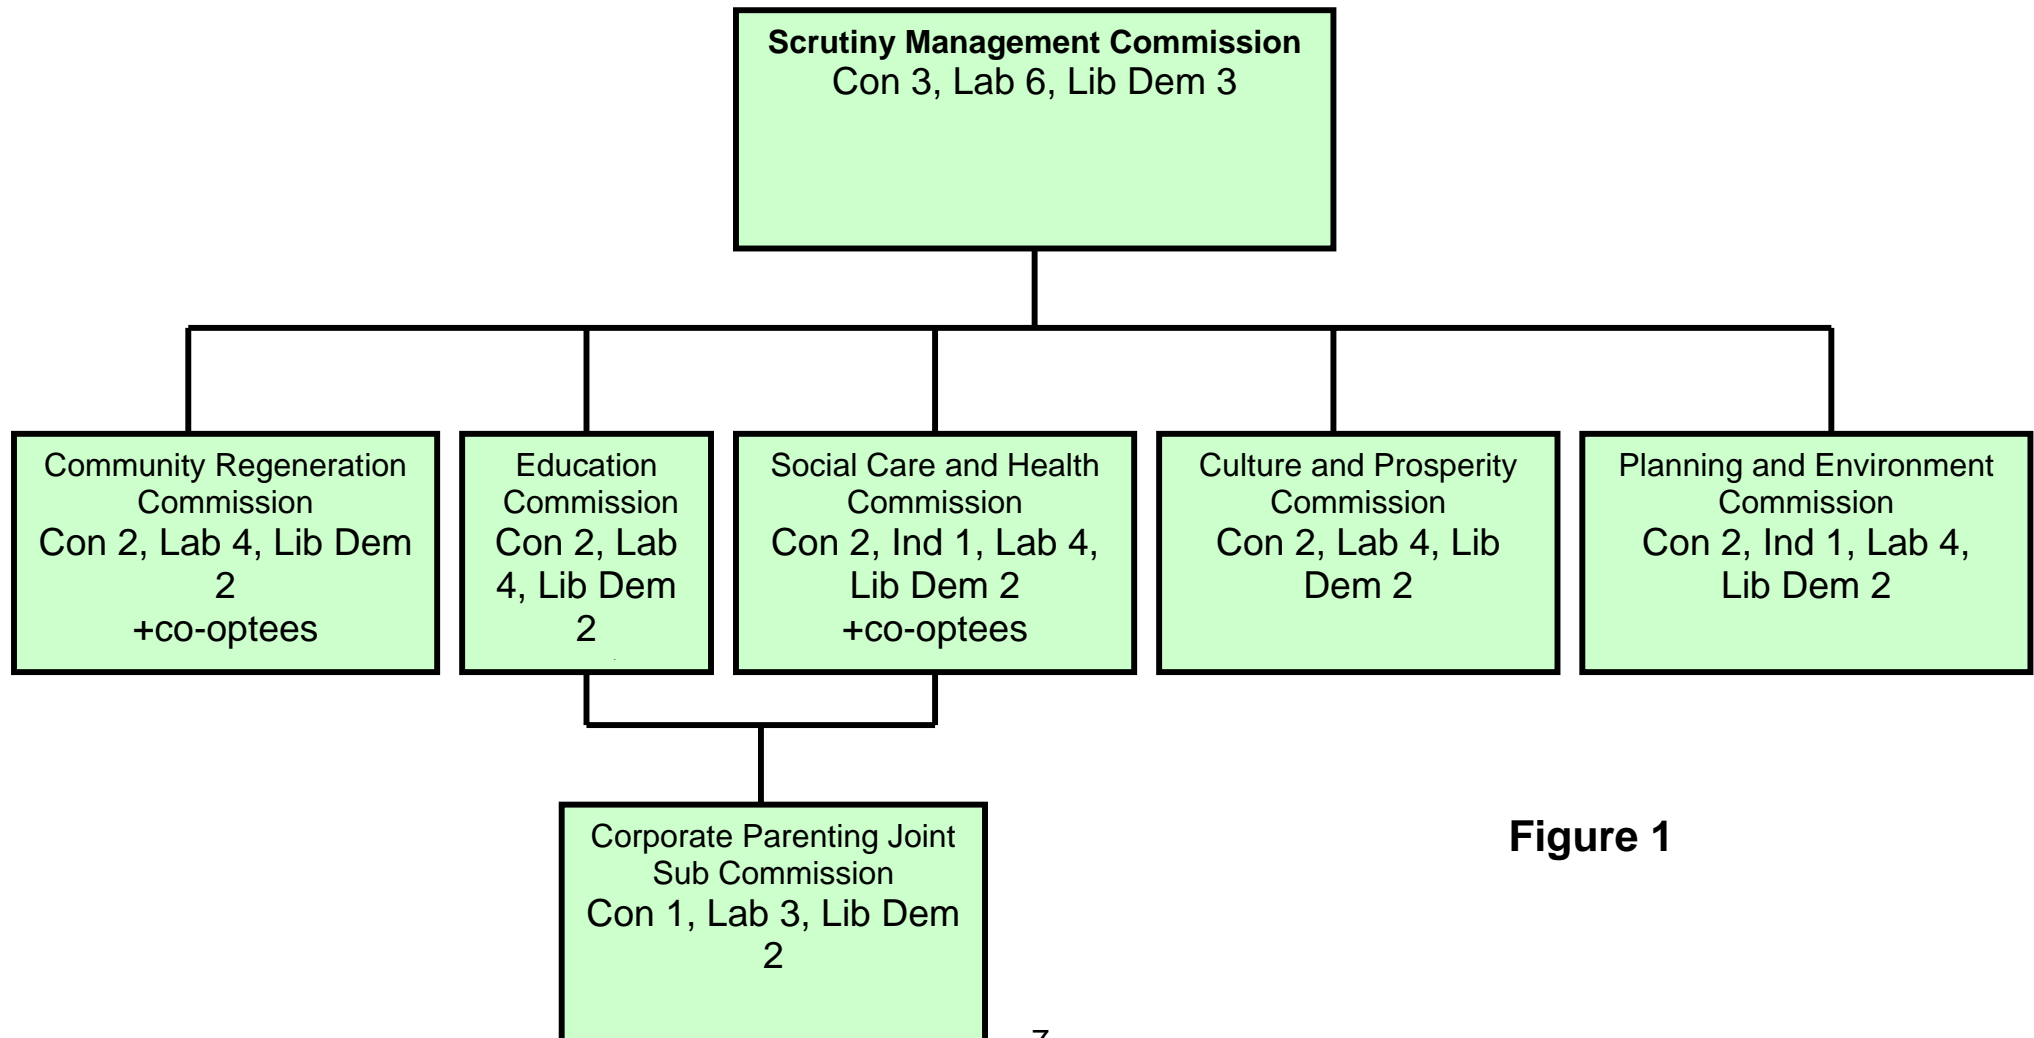 Scrutiny Management Commission
Con 3, Lab 6, Lib Dem 3
Community Regeneration
Commission
Con 2, Lab 4, Lib Dem
2
+co-optees
Education
Commission
Con 2, Lab
4, Lib Dem
2
Social Care and Health
Commission
Con 2, Ind 1, Lab 4,
Lib Dem 2
+co-optees
Culture and Prosperity
Commission
Con 2, Lab 4, Lib
Dem 2
Planning and Environment
Commission
Con 2, Ind 1, Lab 4,
Lib Dem 2
Corporate Parenting Joint
Sub Commission
Con 1, Lab 3, Lib Dem
2
Figure 1